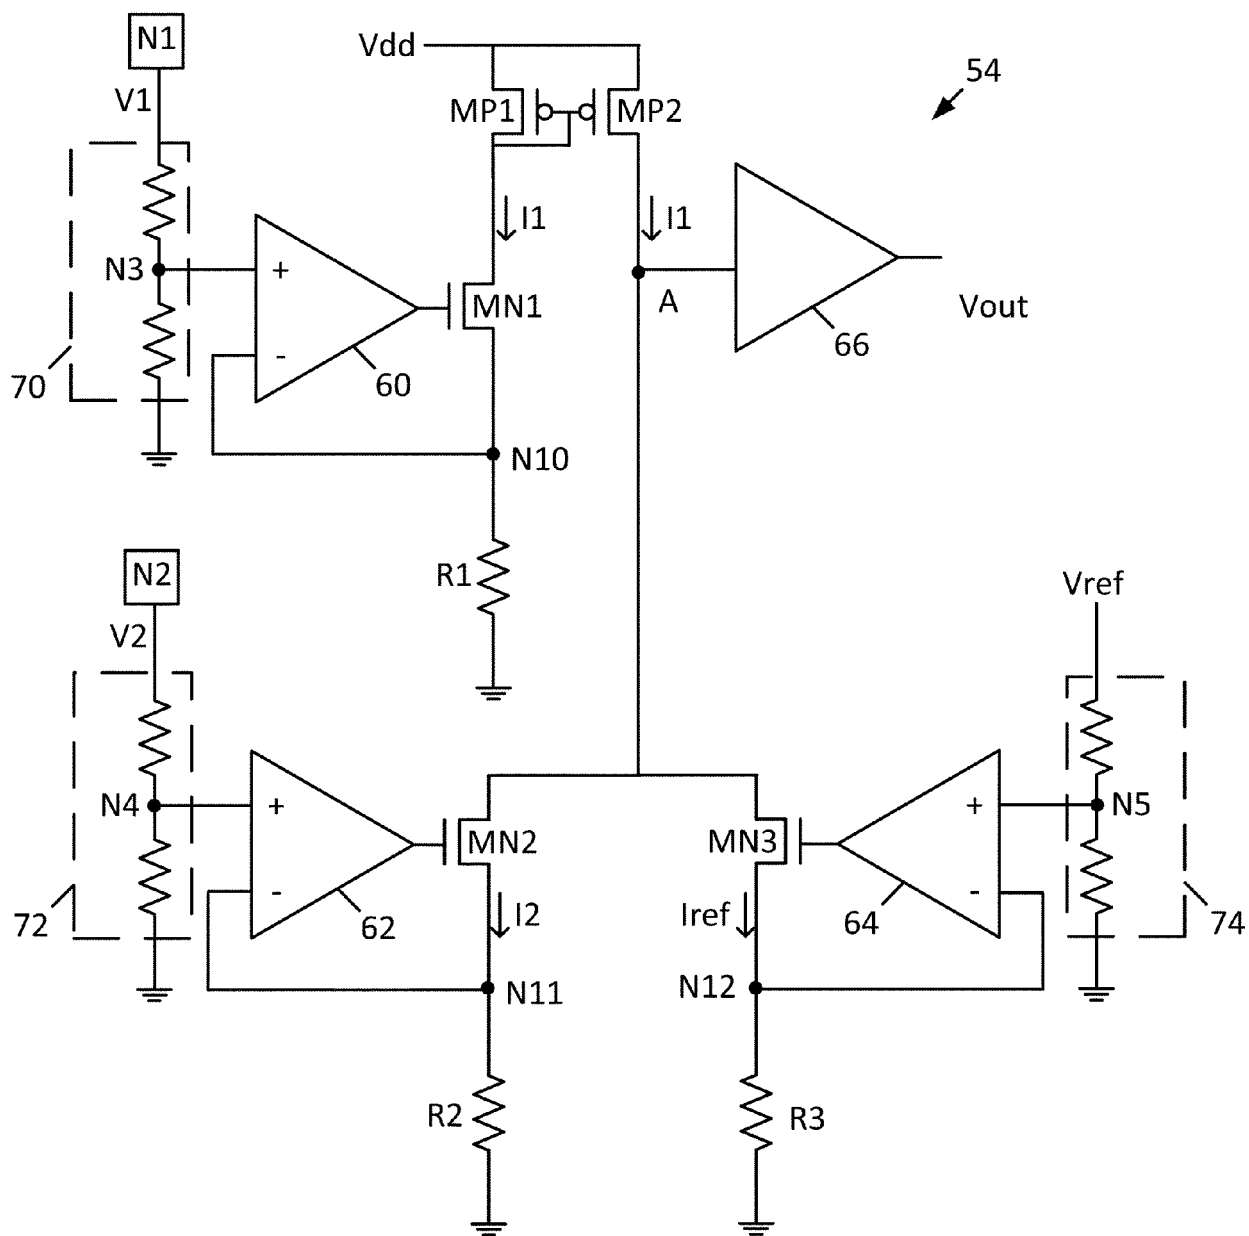 N1
Vdd
54
V1
MP1
MP2
I1
I1
N3
+
MN1
A
Vout
66
-
60
70
N10
N2
R1
Vref
V2
N4
+
MN2
MN3
+
N5
-
-
72
62
I2
Iref
64
74
N11
N12
R2
R3